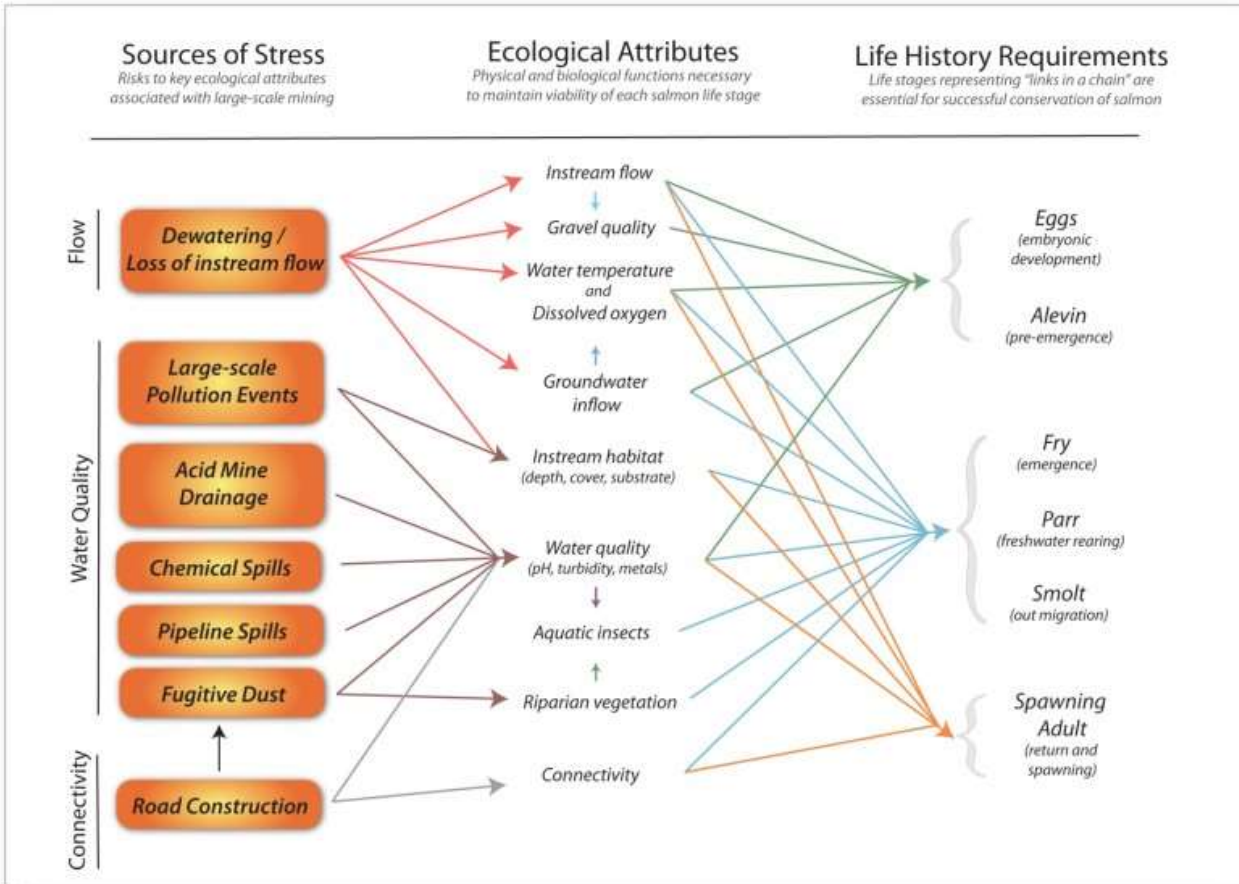 Sources of Stress
Risks to key ecological attributes
associated with large-scale mining
Ecological Attributes
Physical and biological functions necessary
to maintain viability of each salmon life stage
Life History Requirements
Life stages representing "links in a chain" are
essential for successful conservation of salmon
Flow
Dewatering /
Loss of instream flow
Water Quality
Large-scale
Pollution Events
Acid Mine
Drainage
Chemical Spills
Pipeline Spills
Fugitive Dust
Connectivity
Road Construction
Instream flow
Gravel quality
Water temperature
and
Dissolved oxygen
Groundwater
inflow
Instream habitat
(depth, cover, substrate)
Water quality
(pH, turbidity, metals)
Aquatic insects
Riparian vegetation
Connectivity
Eggs
(embryonic
development)
Alevin
(pre-emergence)
Fry
(emergence)
Parr
(freshwater rearing)
Smolt
(out migration)
Spawning
Adult
(return and
spawning)